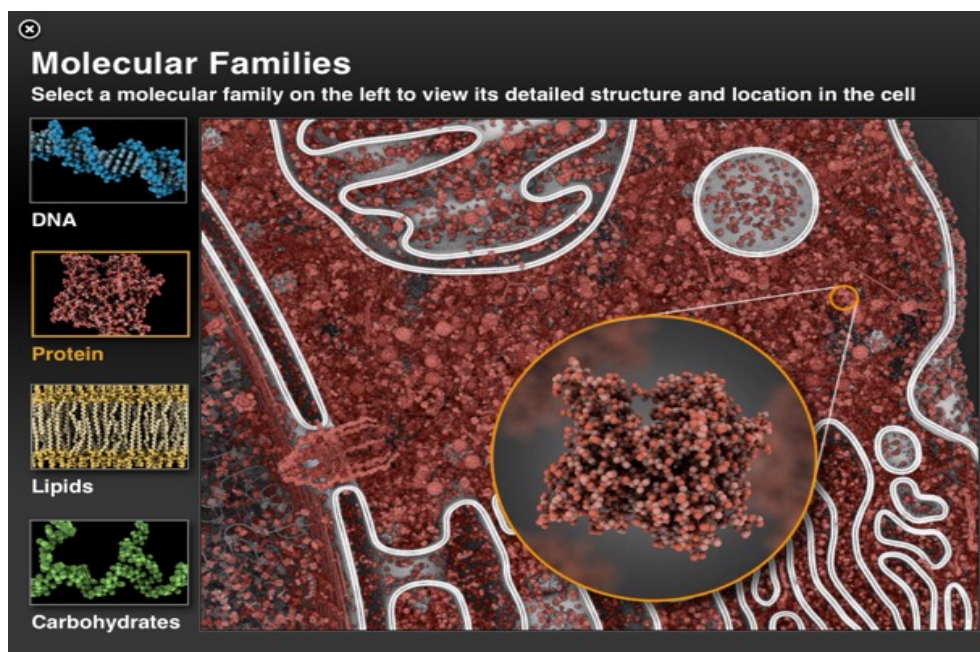 Molecular Families
Select a molecular family on the left to view its detailed structure and location in the cell
DNA
Protein
Lipids
Carbohydrates